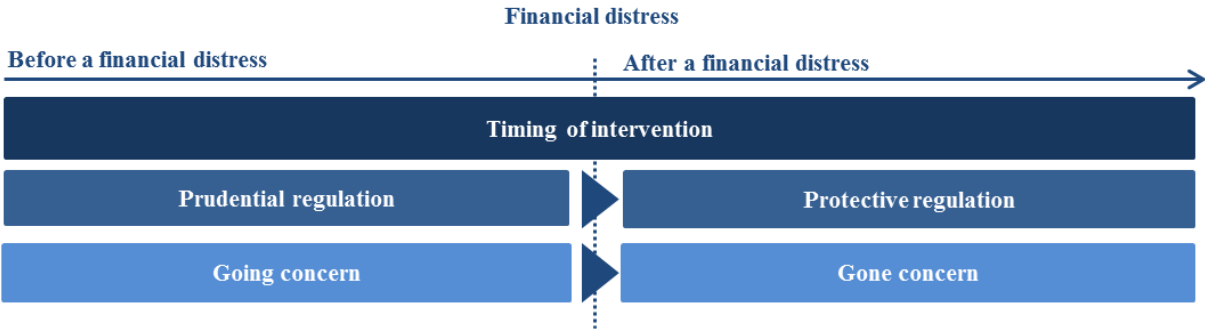 Financial distress
Before a financial distress
After a financial distress
Timing of intervention
Prudential regulation
Protective regulation
Going concern
Gone concern